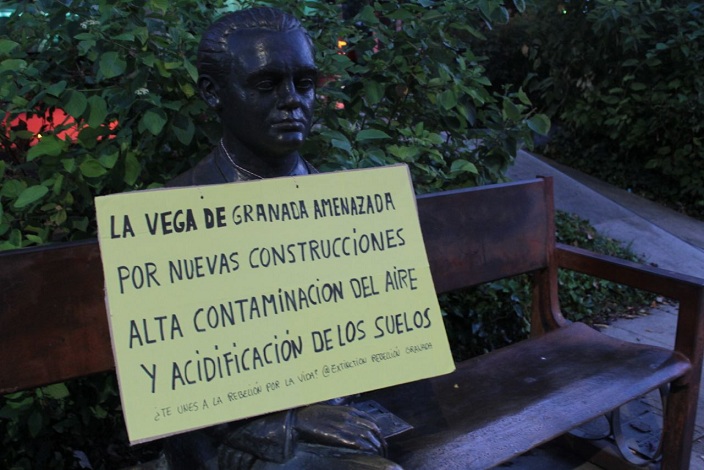 LA VEGA DE GRANADA AMENAZADA
POR NUEVAS CONSTRUCCIONES
ALTA CONTAMINACION DEL AIRE
Y ACIDIFICACIÓN DE LOS SUELOS
¿TE UNES A LA REBELIÓN POR LA VIDA? @EXTINCTION REBELLIÓN GRANADA